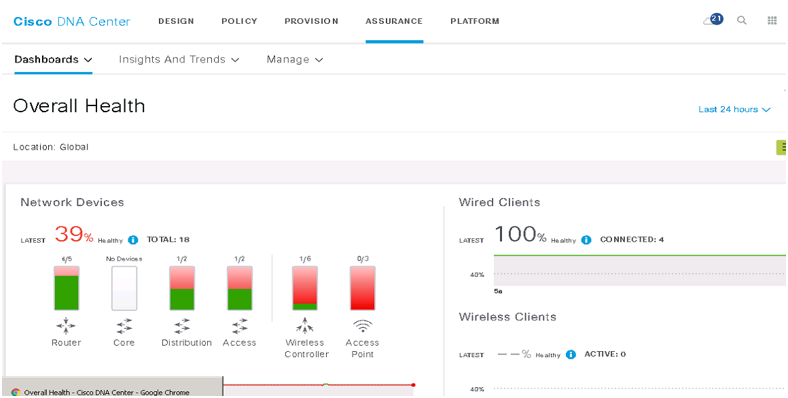 Cisco DNA Center DESIGN POLICY PROVISION ASSURANCE PLATFORM 21
Dashboards Insights And Trends Manage
Overall Health
Last 24 hours
Location: Global
Network Devices
LATEST 39% Healthy TOTAL: 18
4/5 No Devices 1/2 1/2 1/6 0/3
Router Core Distribution Access Wireless Controller Access Point
Wired Clients
LATEST 100% Healthy CONNECTED: 4
40%
5a
Wireless Clients
LATEST --% Healthy ACTIVE: 0
40%
Overall Health - Cisco DNA Center - Google Chrome